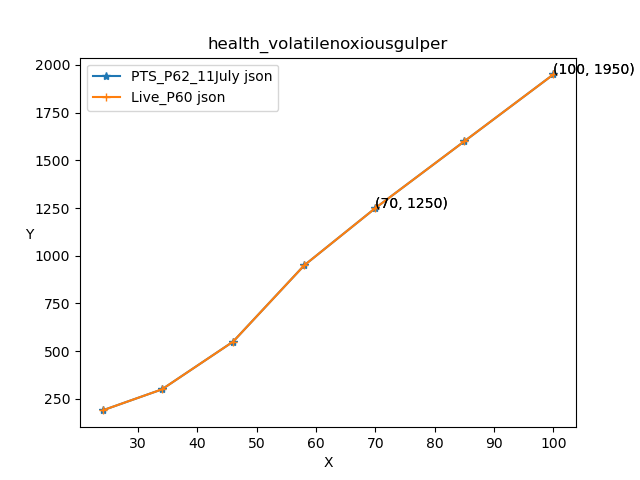 health_volatilenoxiousgulper
PTS_P62_11July json
Live_P60 json
(100, 1950)
(70, 1250)
Y
2000
1750
1500
1250
1000
750
500
250
30 40 50 60 70 80 90 100
X